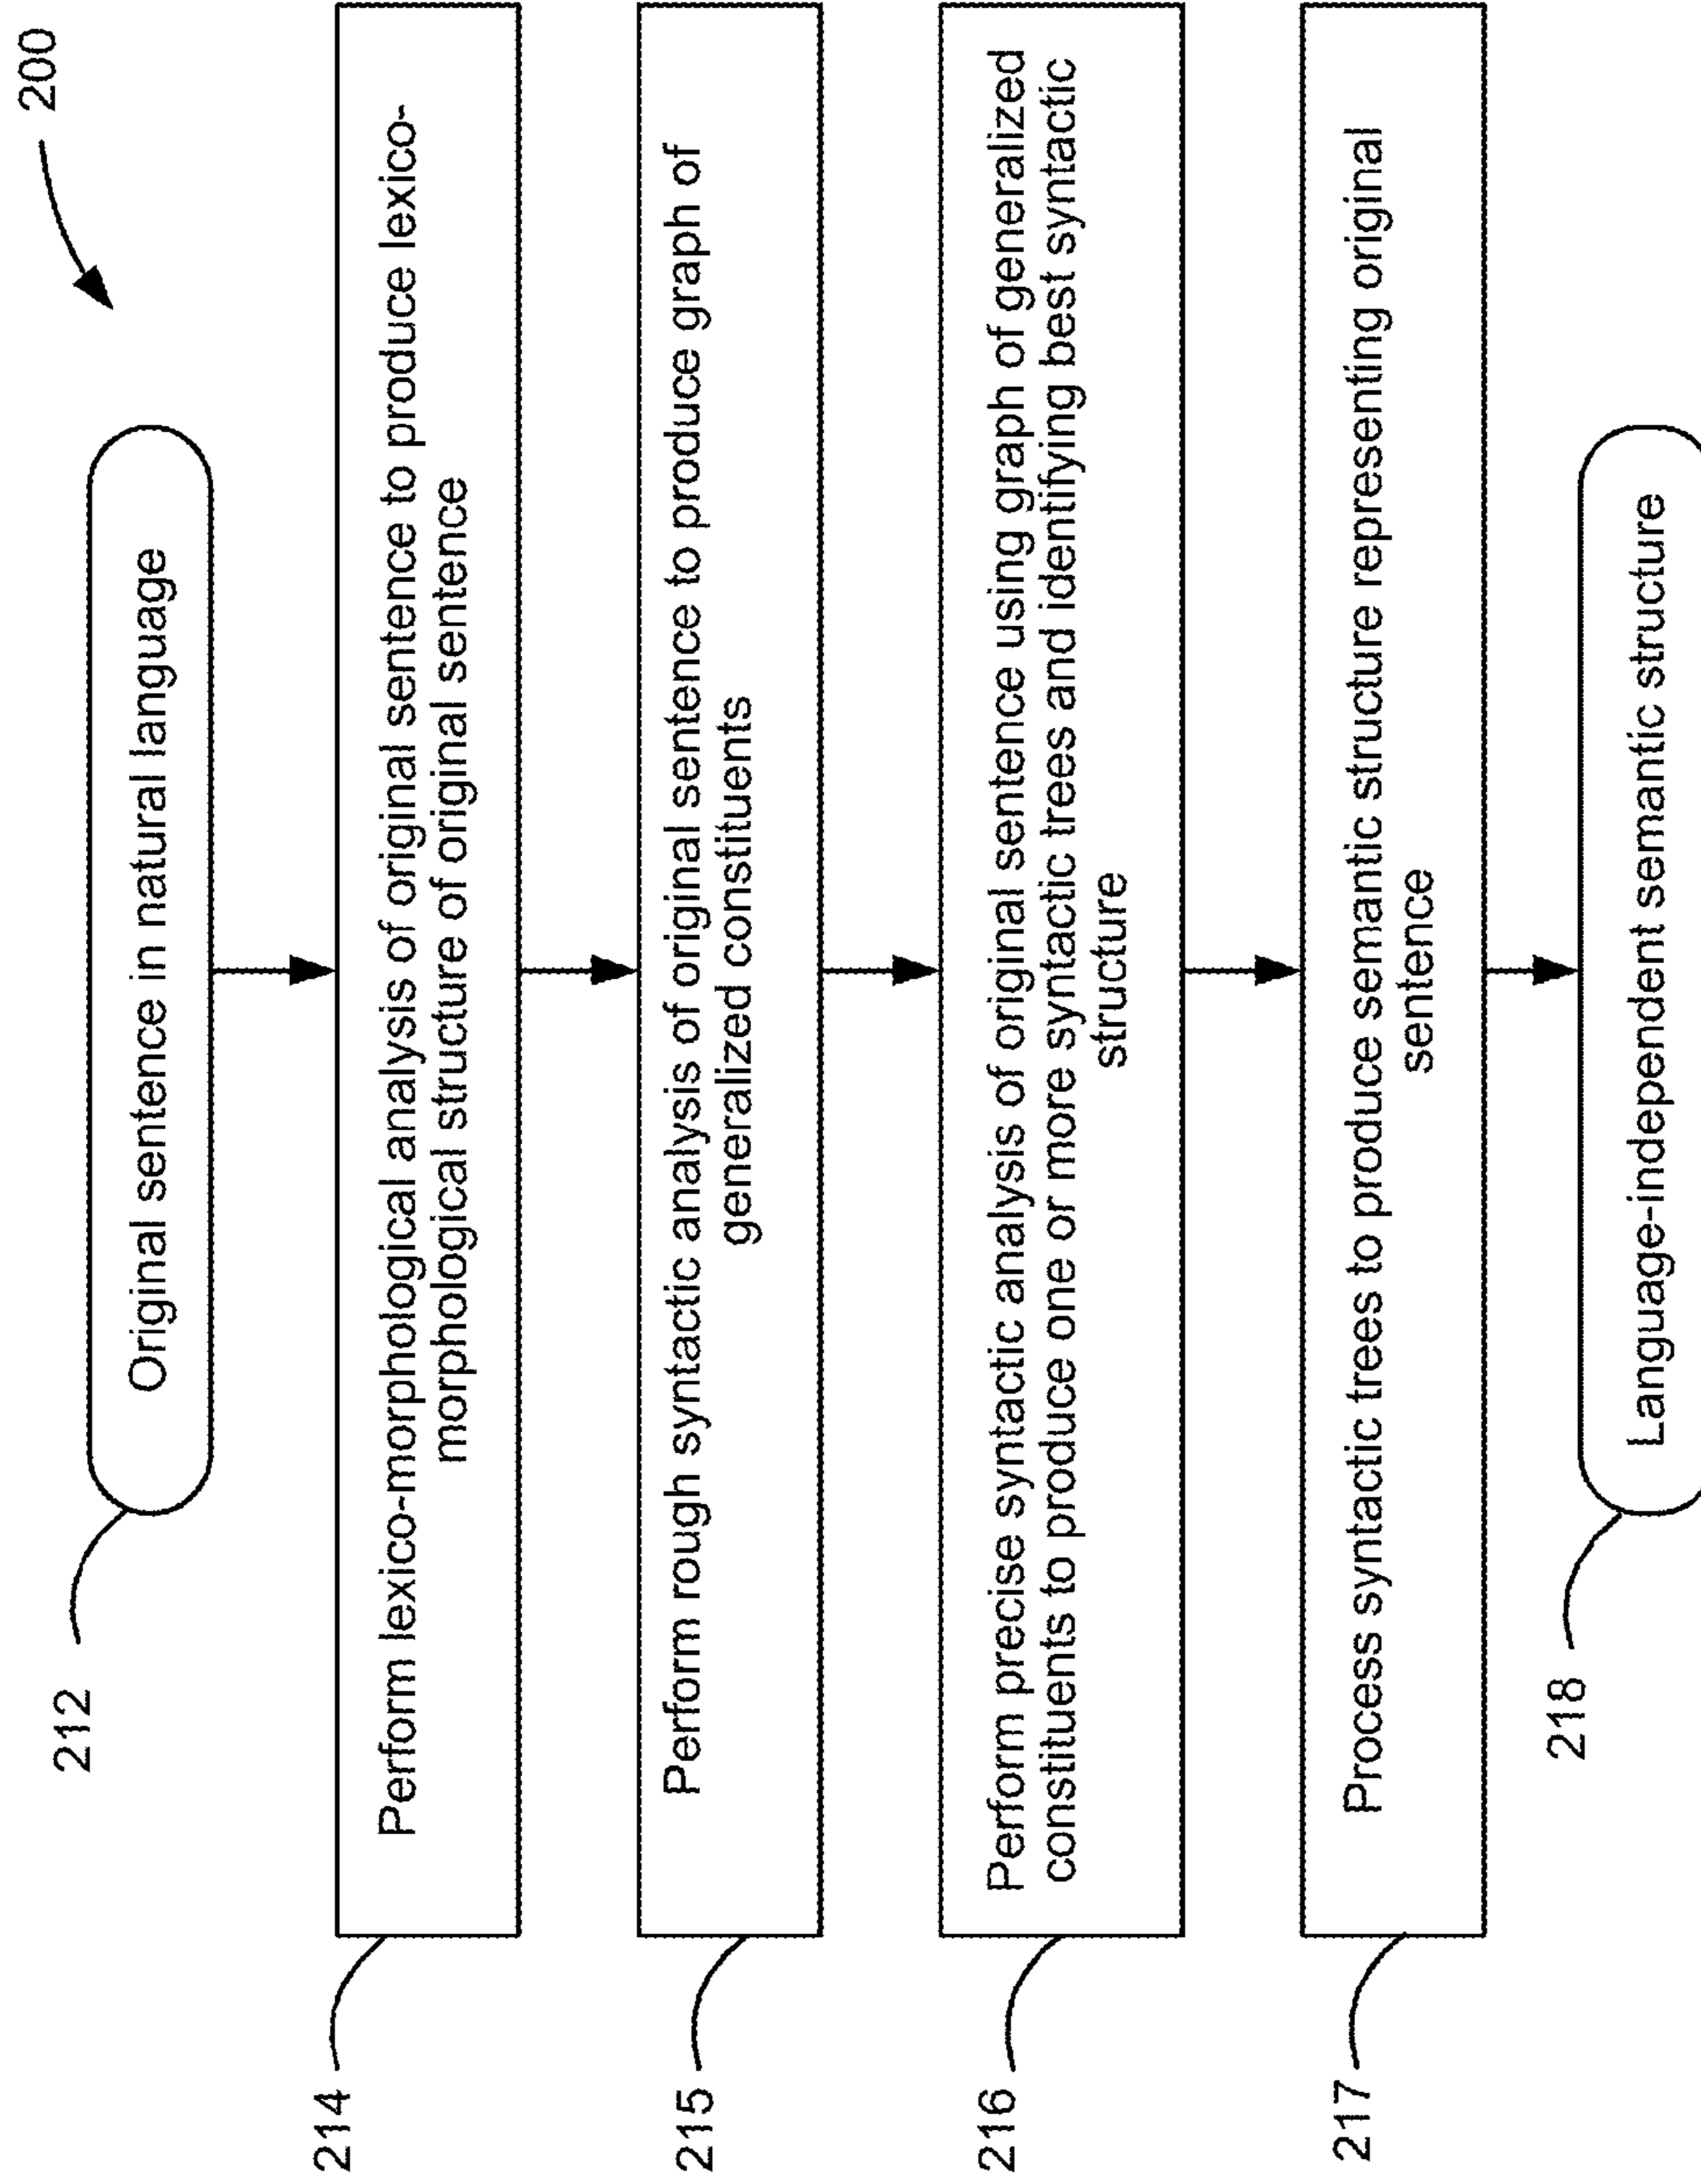 200
212
Original sentence in natural language
214
Perform lexico-morphological analysis of original sentence to produce lexico-
morphological structure of original sentence
215
Perform rough syntactic analysis of original sentence to produce graph of
generalized constituents
216
Perform precise syntactic analysis of original sentence using graph of generalized
constituents to produce one or more syntactic trees and identifying best syntactic
structure
217
Process syntactic trees to produce semantic structure representing original
sentence
218
Language-independent semantic structure